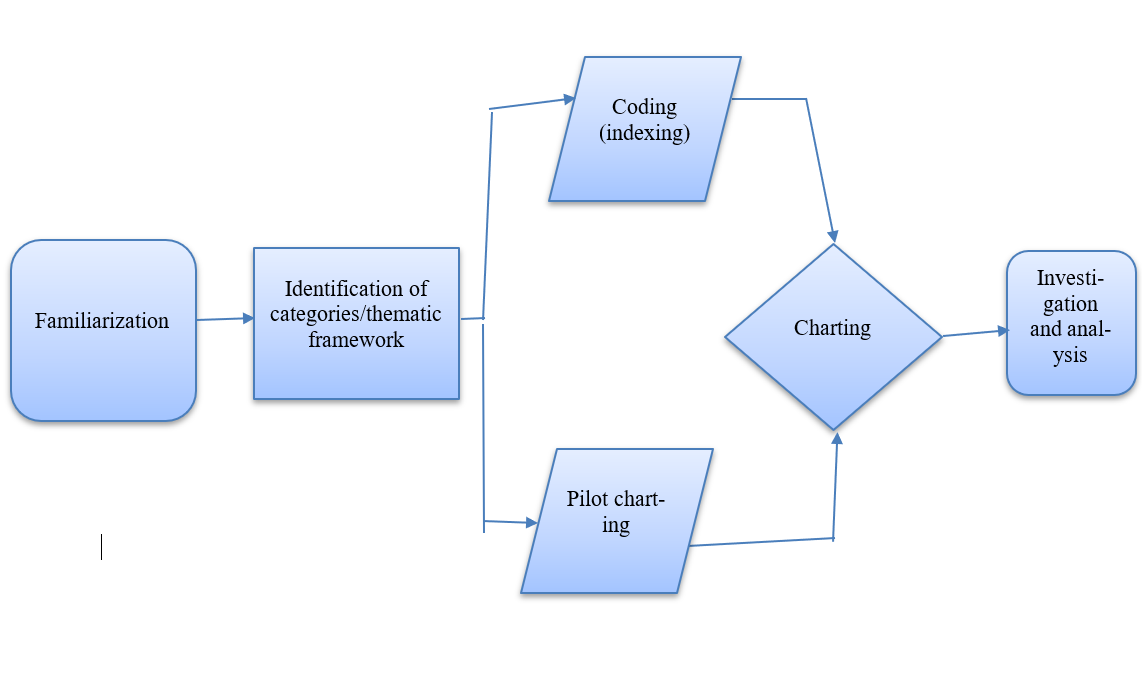 Familiarization
Identification of
categories/thematic
framework
Coding
(indexing)
Pilot chart-
ing
Charting
Investi-
gation
and anal-
ysis